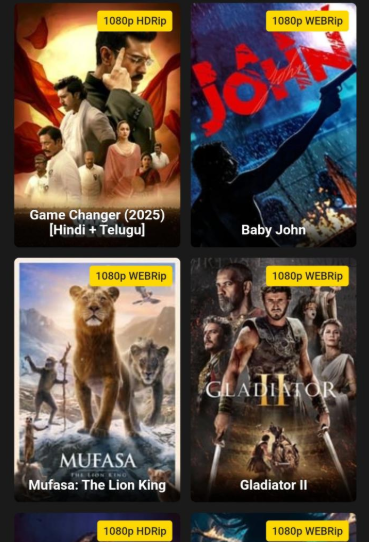 1080p HDRip
Game Changer (2025)
[Hindi + Telugu]
1080p WEBRip
BABY
JOHN
Baby John
1080p WEBRip
MUFASA
THE LION KING
Mufasa: The Lion King
1080p WEBRip
GLADIATOR
II
Gladiator II
1080p HDRip
1080p WEBRip